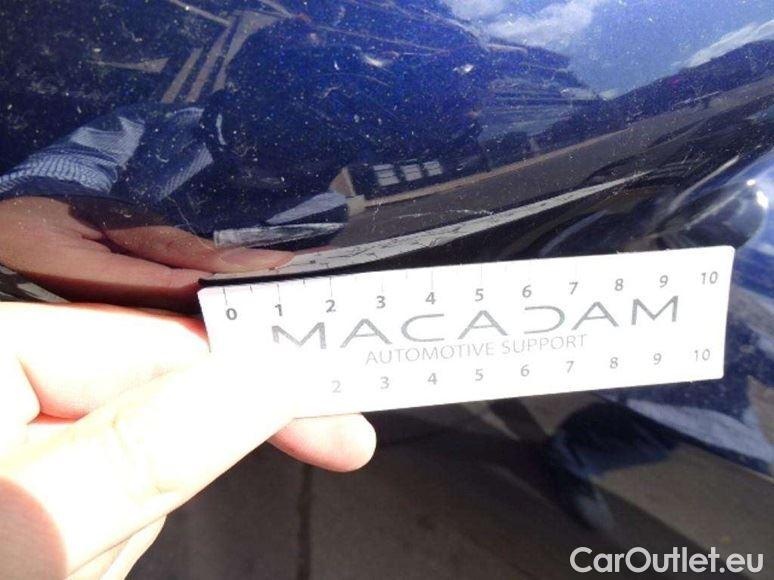 0 1 2 3 4 5 6 7 8 9 10
MACADAM
AUTOMOTIVE SUPPORT
2 3 4 5 6 7 8 9 10
CarOutlet.eu